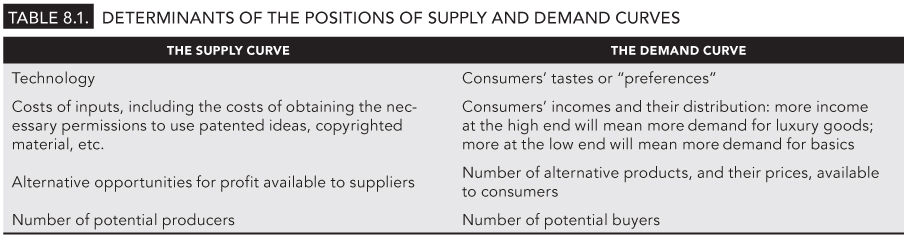 TABLE 8.1. DETERMINANTS OF THE POSITIONS OF SUPPLY AND DEMAND CURVES
THE SUPPLY CURVE THE DEMAND CURVE
Technology Consumers’ tastes or “preferences”
Costs of inputs, including the costs of obtaining the nec-
essary permissions to use patented ideas, copyrighted
material, etc.
Consumers’ incomes and their distribution: more income
at the high end will mean more demand for luxury goods;
more at the low end will mean more demand for basics
Alternative opportunities for profit available to suppliers
Number of alternative products, and their prices, available
to consumers
Number of potential producers Number of potential buyers